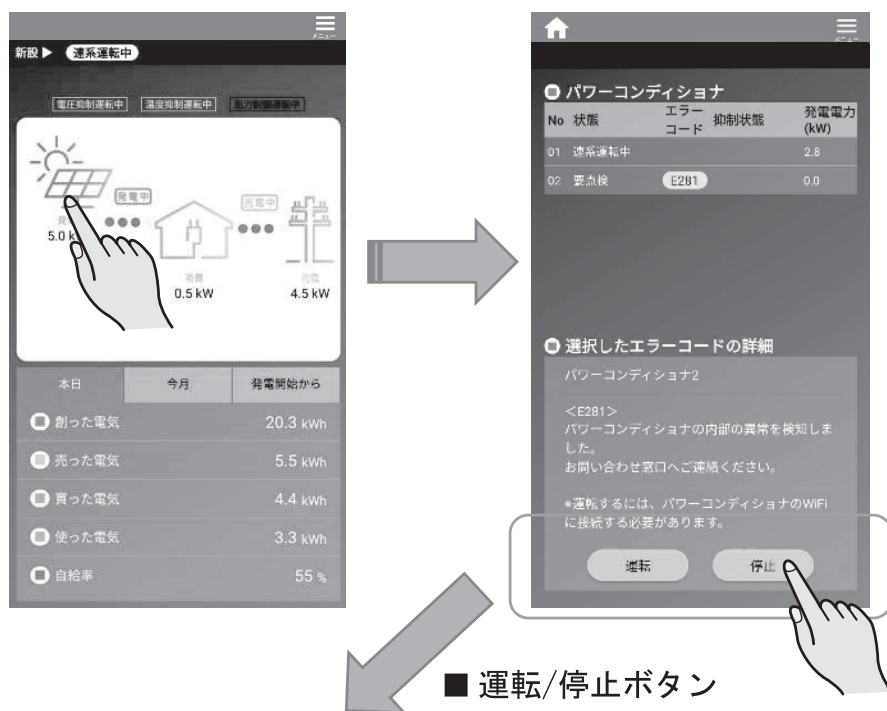 メニュー
新設▶ 連系運転中
電圧抑制運転中 温度抑制運転中 出力制御運転中
発電中
売電中
5.0 k
消費
0.5 kW
売電
4.5 kW
本日 今月 発電開始から
創った電気 20.3 kWh
売った電気 5.5 kWh
買った電気 4.4 kWh
使った電気 3.3 kWh
自給率 55 %
メニュー
パワーコンディショナ
No 状態 エラーコード 抑制状態 発電電力(kW)
01 連系運転中 2.8
02 要点検 E281 0.0
選択したエラーコードの詳細
パワーコンディショナ2
<E281>
パワーコンディショナの内部の異常を検知しま
した。
お問い合わせ窓口へご連絡ください。
*運転するには、パワーコンディショナのWiFi
に接続する必要があります。
運転 停止
■ 運転/停止ボタン